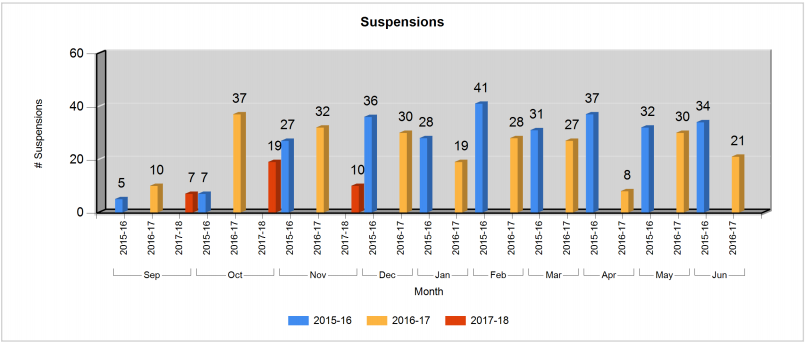 Suspensions
# Suspensions
60
40
20
0
5 10 7 7 37 19 27 32 10 36 30 28 19 41 28 31 27 37 8 32 30 34 21
2015-16 2016-17 2017-18 2015-16 2016-17 2017-18 2015-16 2016-17 2017-18 2015-16 2016-17 2015-16 2016-17 2015-16 2016-17 2015-16 2016-17 2015-16 2016-17 2015-16 2016-17 2015-16 2016-17
Sep Oct Nov Dec Jan Feb Mar Apr May Jun
Month
2015-16 2016-17 2017-18